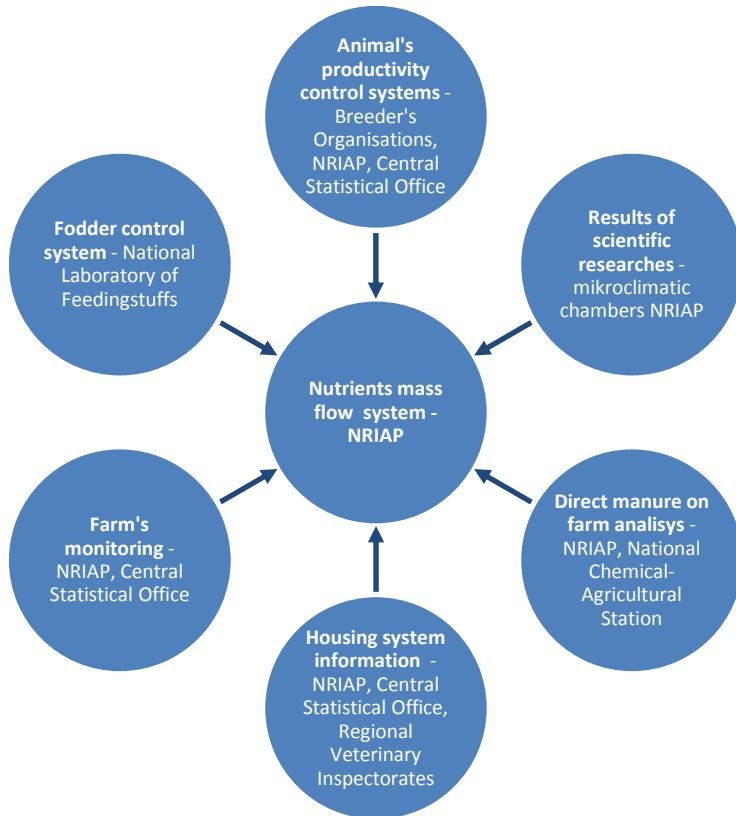 Animal's
productivity
control systems -
Breeder's
Organisations,
NRIAP, Central
Statistical Office
Fodder control
system - National
Laboratory of
Feedingstuffs
Results of
scientific
researches -
mikroclimatic
chambers NRIAP
Nutrients mass
flow system -
NRIAP
Farm's
monitoring -
NRIAP, Central
Statistical Office
Direct manure on
farm analisys -
NRIAP, National
Chemical-
Agricultural
Station
Housing system
information -
NRIAP, Central
Statistical Office,
Regional
Veterinary
Inspectorates